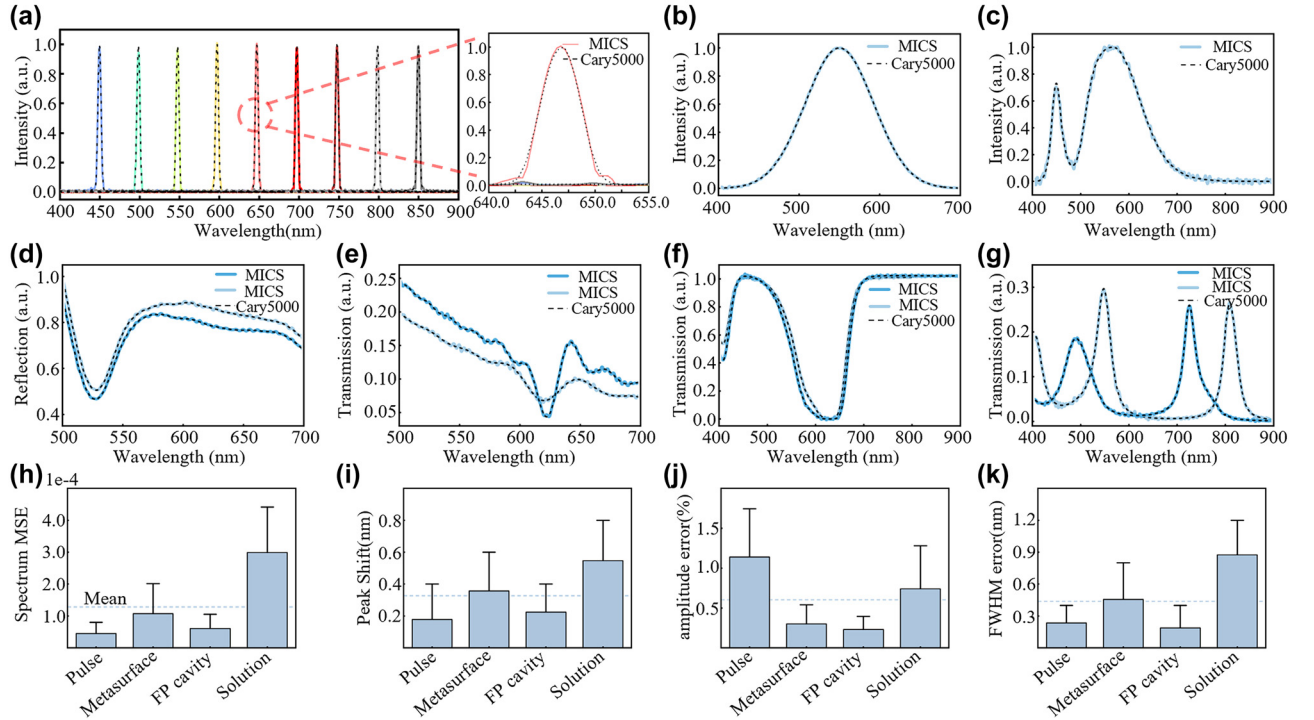 (a)
Intensity (a.u.)
1.0
0.8
0.6
0.4
0.2
0.0
400 450 500 550 600 650 700 750 800 850 900
Wavelength(nm)
MICS
Cary5000
1.0
0.8
0.6
0.4
0.2
0.0
640.0 645.0 650.0 655.0
(b)
Intensity (a.u.)
1.0
0.8
0.6
0.4
0.2
0.0
MICS
Cary5000
400 500 600 700
Wavelength (nm)
(c)
Intensity (a.u.)
1.0
0.8
0.6
0.4
0.2
0.0
MICS
Cary5000
400 500 600 700 800 900
Wavelength (nm)
(d)
Reflection (a.u.)
1.0
0.8
0.6
0.4
MICS
MICS
Cary5000
500 550 600 650 700
Wavelength (nm)
(e)
Transmission (a.u.)
0.25
0.20
0.15
0.10
0.05
MICS
MICS
Cary5000
500 550 600 650 700
Wavelength (nm)
(f)
Transmission (a.u.)
1.0
0.8
0.6
0.4
0.2
0.0
MICS
MICS
Cary5000
400 500 600 700 800 900
Wavelength (nm)
(g)
Transmission (a.u.)
0.3
0.2
0.1
0.0
MICS
MICS
Cary5000
400 500 600 700 800 900
Wavelength (nm)
(h)
1e-4
Spectrum MSE
4.0
3.0
2.0
1.0
Mean
Pulse
Metasurface
FP cavity
Solution
(i)
Peak Shift(nm)
0.8
0.6
0.4
0.2
Pulse
Metasurface
FP cavity
Solution
(j)
amplitude error(%)
1.5
1.0
0.5
Pulse
Metasurface
FP cavity
Solution
(k)
FWHM error(nm)
1.2
0.9
0.6
0.3
Pulse
Metasurface
FP cavity
Solution